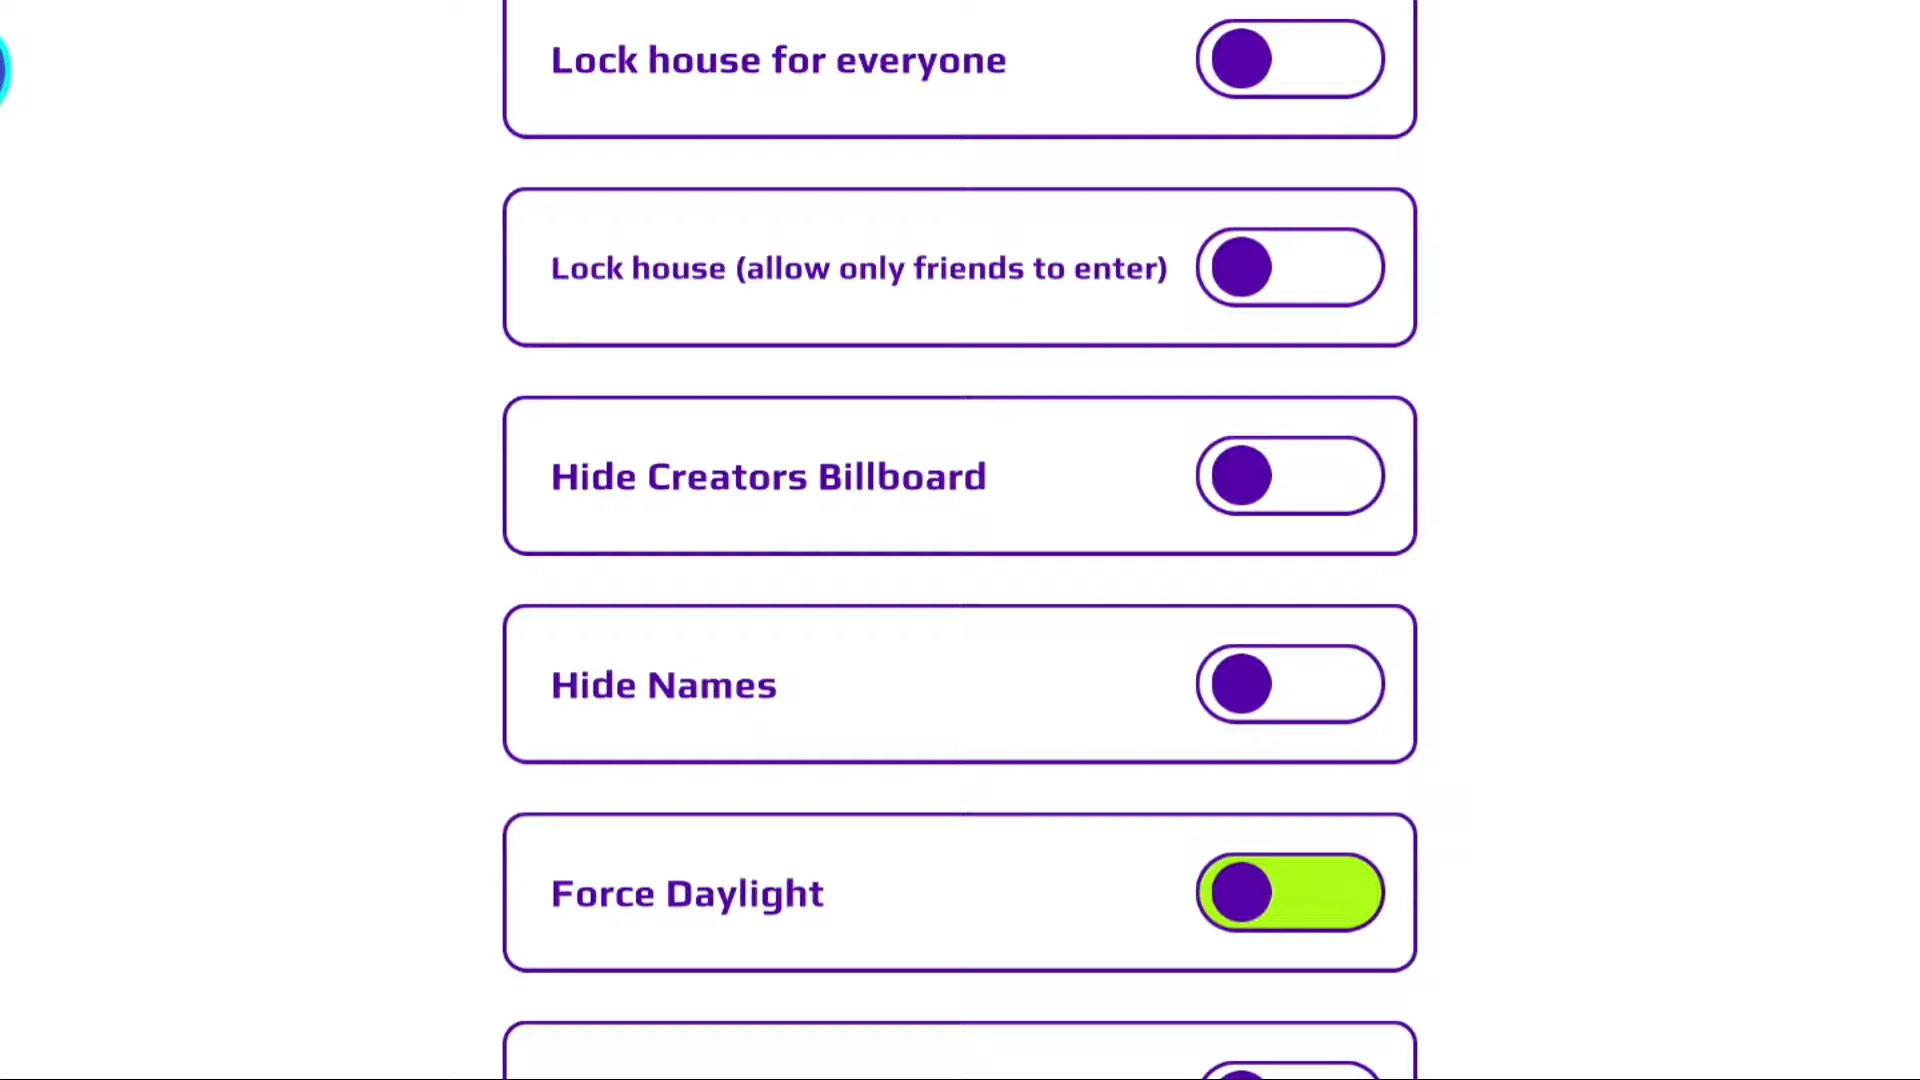 Lock house for everyone
Lock house (allow only friends to enter)
Hide Creators Billboard
Hide Names
Force Daylight